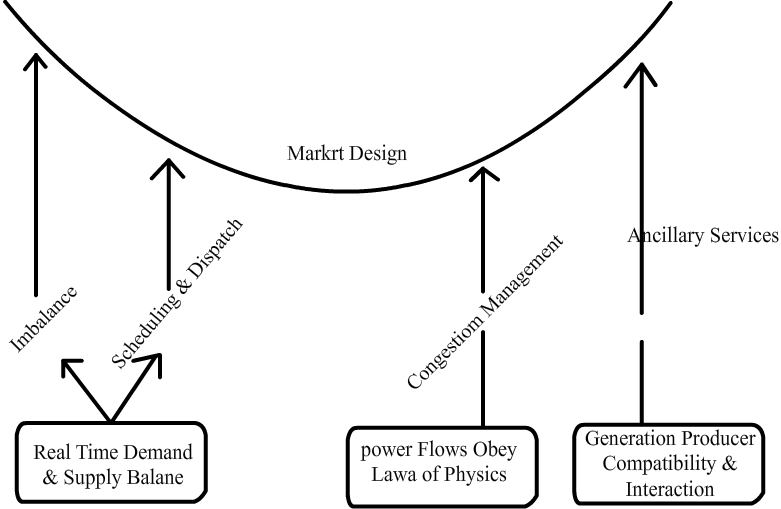 Markrt Design
Ancillary Services
Imbalance
Scheduling & Dispatch
Congestiom Management
Real Time Demand
& Supply Balane
power Flows Obey
Lawa of Physics
Generation Producer
Compatibility &
Interaction